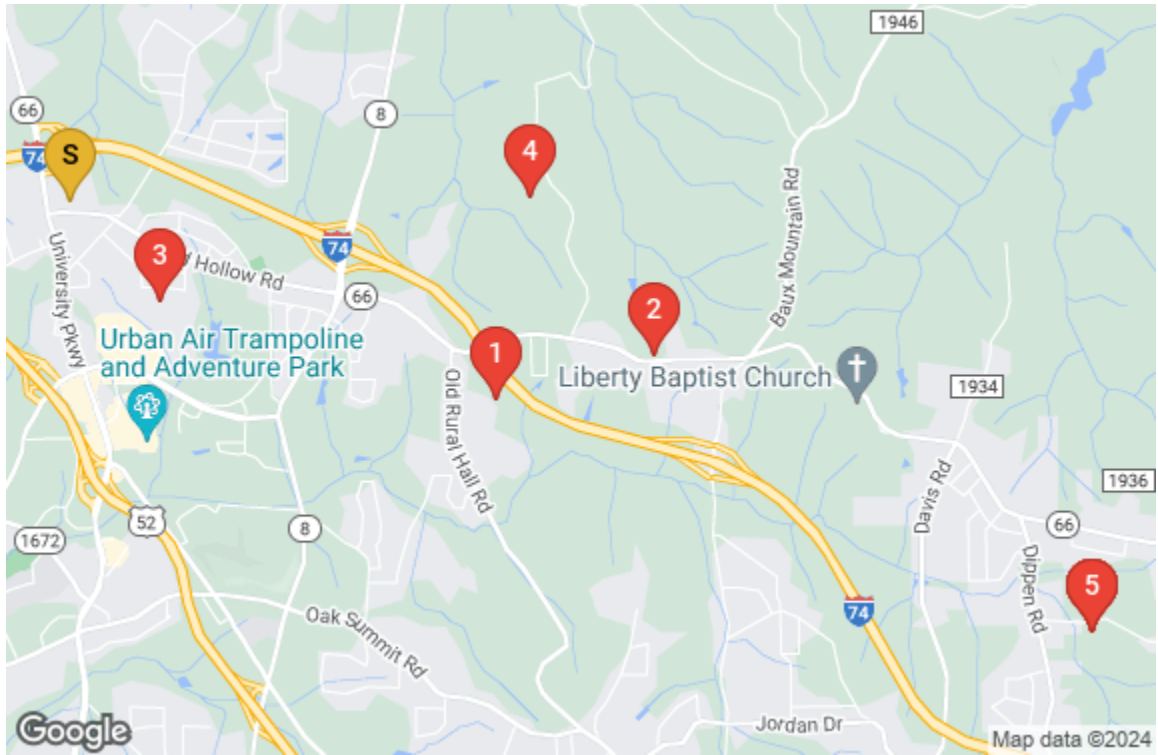 1946
66
8
74
S
4
3
74
d Hollow Rd
66
University Pkwy
Baux Mountain Rd
2
1
Urban Air Trampoline
and Adventure Park
Liberty Baptist Church
1934
Old Rural Hall Rd
Davis Rd
1936
52
8
66
1672
Dippen Rd
5
74
Oak Summit Rd
Jordan Dr
Google
Map data ©2024